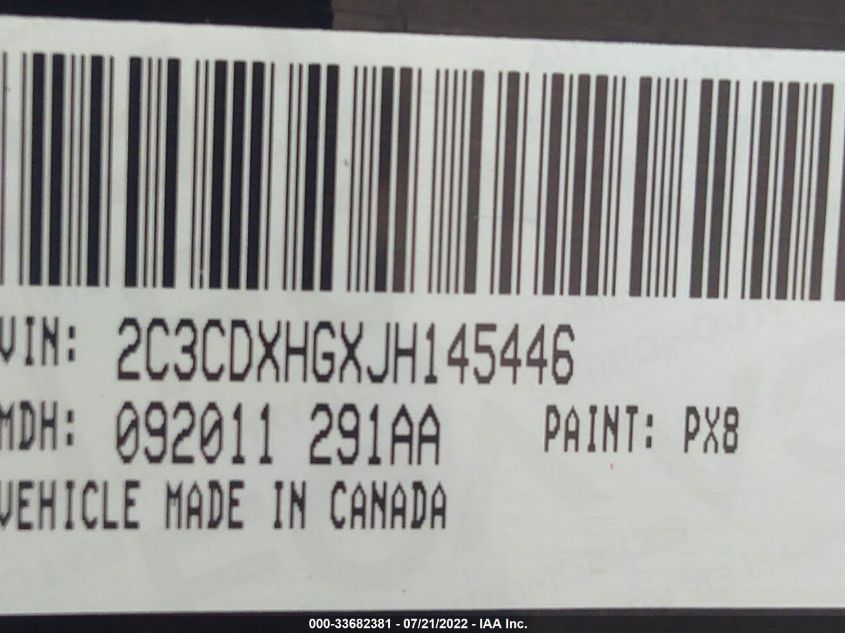 VIN: 2C3CDXHGXJH145446
MDH: 092011 291AA PAINT: PX8
VEHICLE MADE IN CANADA
000-33682381 - 07/21/2022 - IAA Inc.